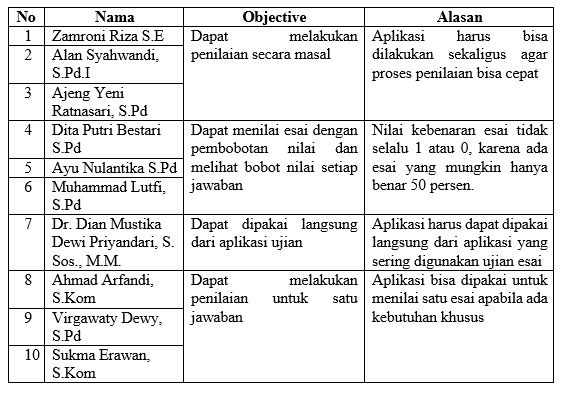 No Nama Objective Alasan
1 Zamroni Riza S.E Dapat melakukan penilaian secara masal Aplikasi harus bisa dilakukan sekaligus agar proses penilaian bisa cepat
2 Alan Syahwandi, S.Pd.I
3 Ajeng Yeni Ratnasari, S.Pd
4 Dita Putri Bestari S.Pd Dapat menilai esai dengan pembobotan nilai dan melihat bobot nilai setiap jawaban Nilai kebenaran esai tidak selalu 1 atau 0, karena ada esai yang mungkin hanya benar 50 persen.
5 Ayu Nulantika S.Pd
6 Muhammad Lutfi, S.Pd
7 Dr. Dian Mustika Dewi Priyandari, S. Sos., M.M. Dapat dipakai langsung dari aplikasi ujian Aplikasi harus dapat dipakai langsung dari aplikasi yang sering digunakan ujian esai
8 Ahmad Arfandi, S.Kom Dapat melakukan penilaian untuk satu jawaban Aplikasi bisa dipakai untuk menilai satu esai apabila ada kebutuhan khusus
9 Virgawaty Dewy, S.Pd
10 Sukma Erawan, S.Kom